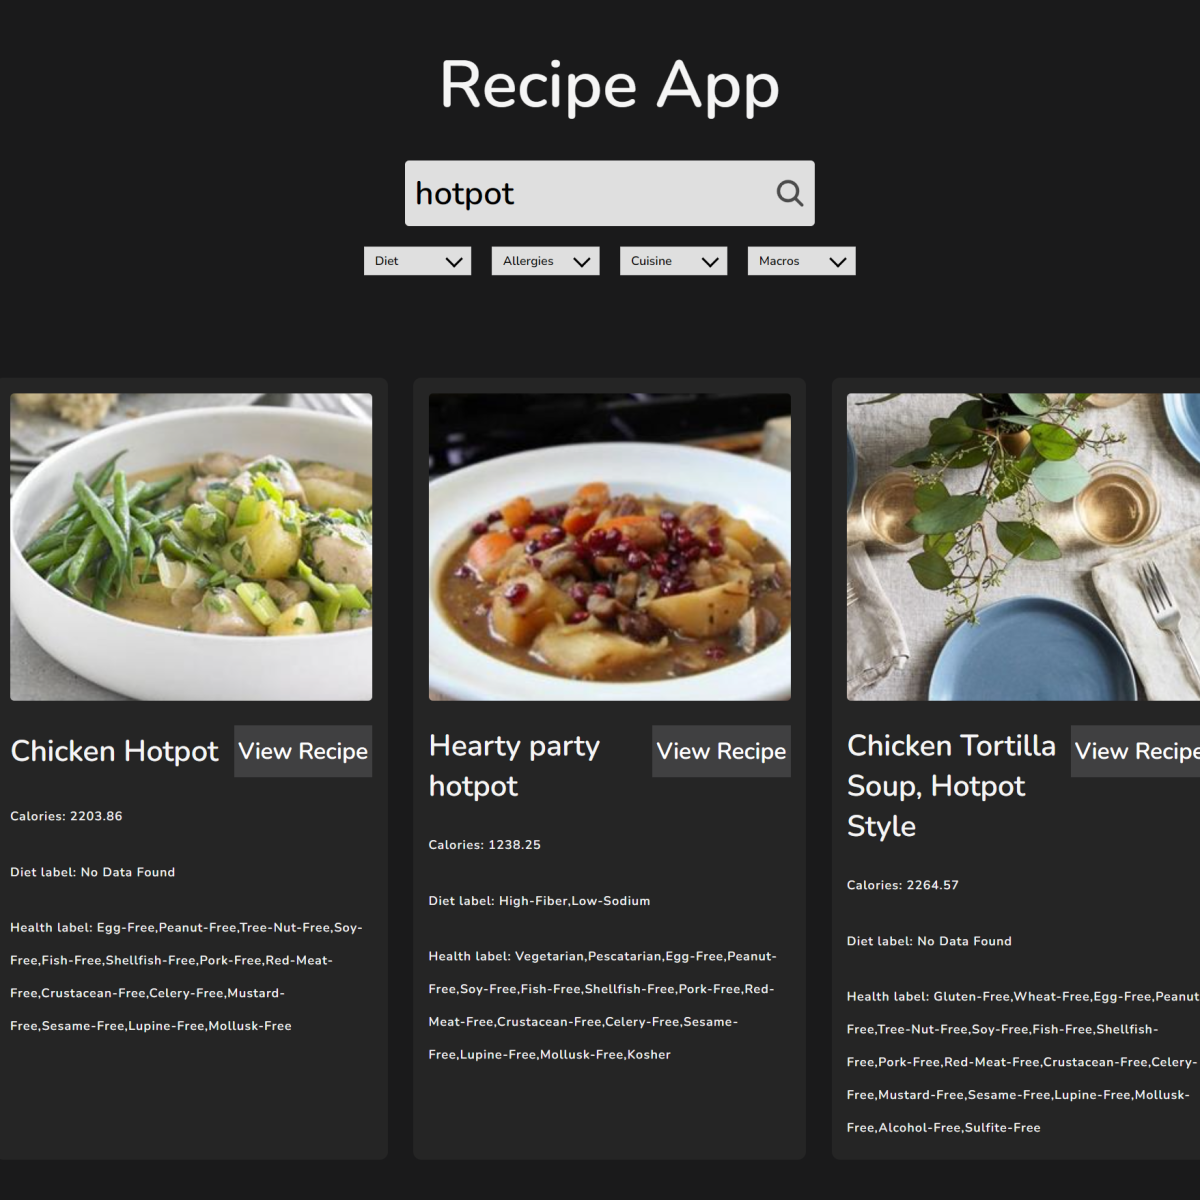 Recipe App
hotpot
Diet
Allergies
Cuisine
Macros
Chicken Hotpot
View Recipe
Calories: 2203.86
Diet label: No Data Found
Health label: Egg-Free,Peanut-Free,Tree-Nut-Free,Soy-
Free,Fish-Free,Shellfish-Free,Pork-Free,Red-Meat-
Free,Crustacean-Free,Celery-Free,Mustard-
Free,Sesame-Free,Lupine-Free,Mollusk-Free
Hearty party
hotpot
View Recipe
Calories: 1238.25
Diet label: High-Fiber,Low-Sodium
Health label: Vegetarian,Pescatarian,Egg-Free,Peanut-
Free,Soy-Free,Fish-Free,Shellfish-Free,Pork-Free,Red-
Meat-Free,Crustacean-Free,Celery-Free,Sesame-
Free,Lupine-Free,Mollusk-Free,Kosher
Chicken Tortilla
Soup, Hotpot
Style
View Recipe
Calories: 2264.57
Diet label: No Data Found
Health label: Gluten-Free,Wheat-Free,Egg-Free,Peanut
Free,Tree-Nut-Free,Soy-Free,Fish-Free,Shellfish-
Free,Pork-Free,Red-Meat-Free,Crustacean-Free,Celery-
Free,Mustard-Free,Sesame-Free,Lupine-Free,Mollusk-
Free,Alcohol-Free,Sulfite-Free